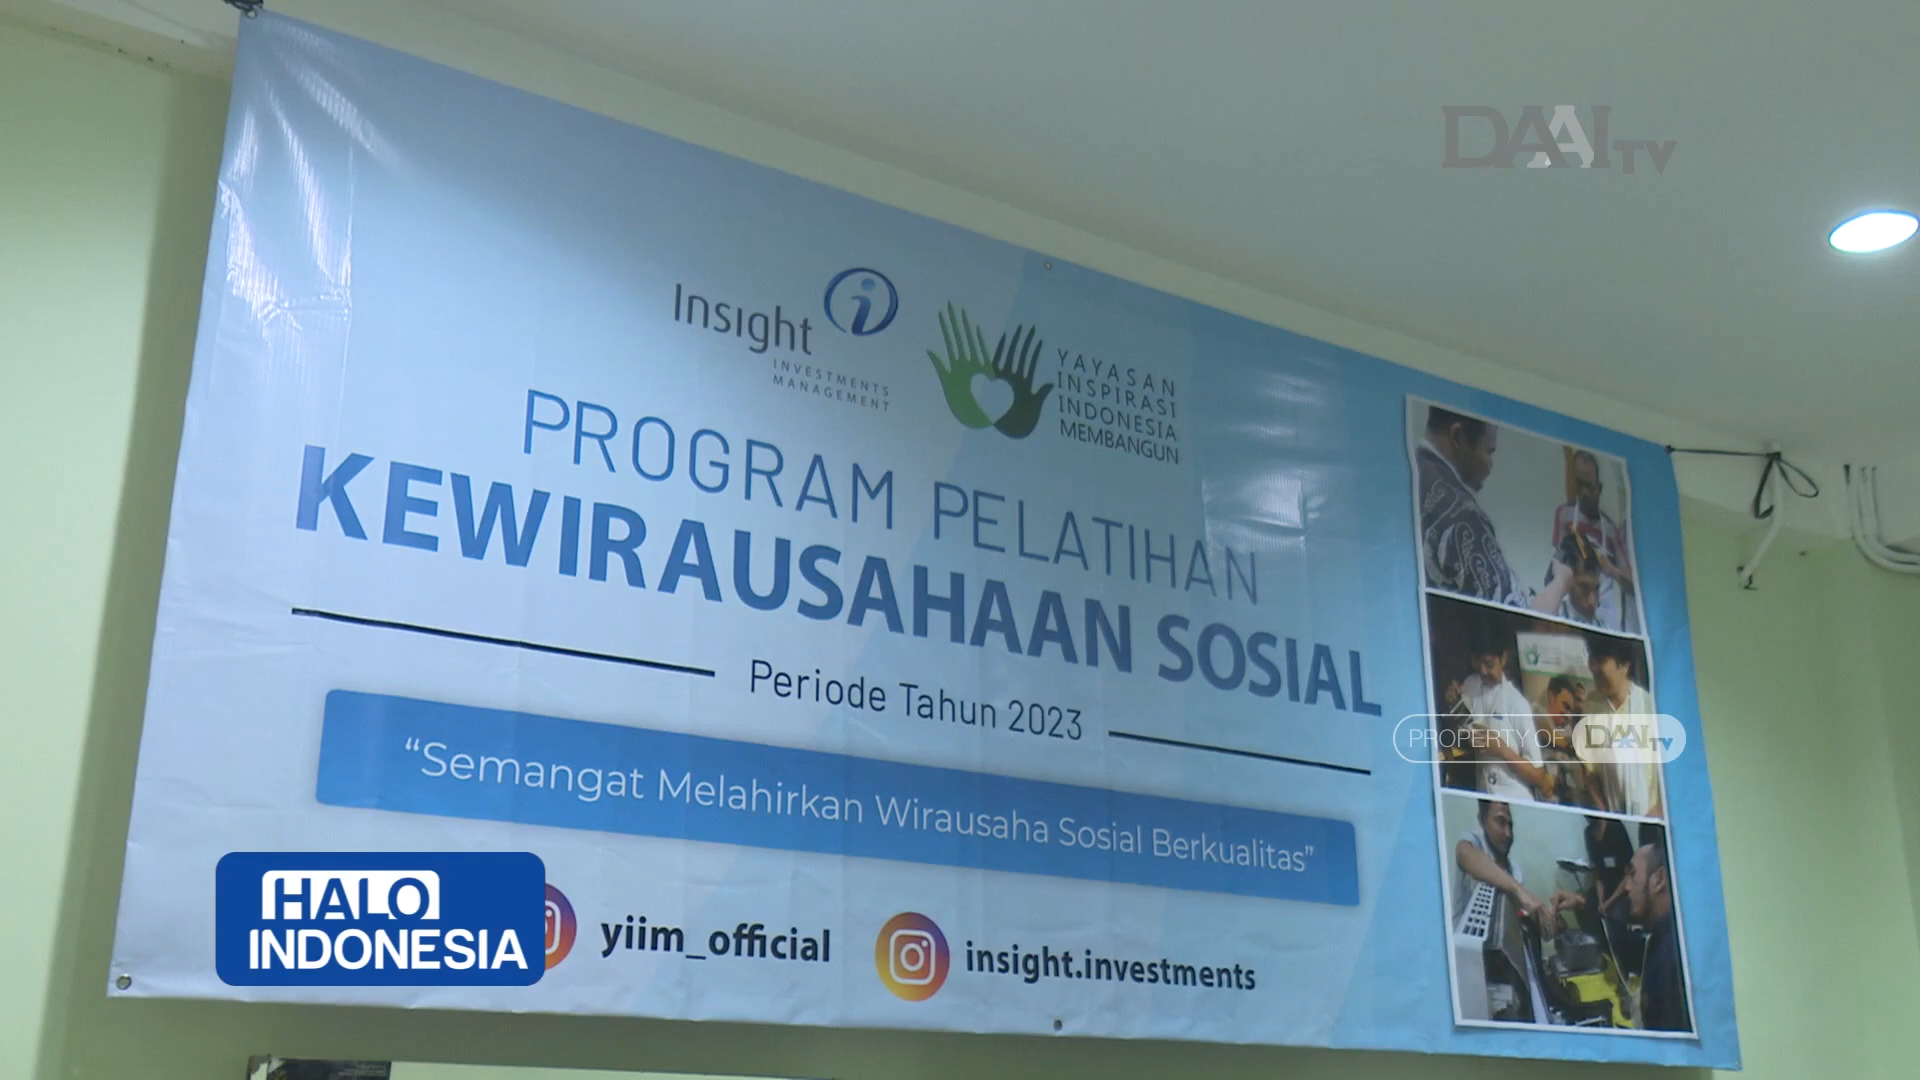 DAAI TV
Insight
INVESTMENTS
MANAGEMENT
YAYASAN
INSPIRASI
INDONESIA
MEMBANGUN
PROGRAM PELATIHAN
KEWIRAUSAHAAN SOSIAL
Periode Tahun 2023
PROPERTY OF DAAI TV
“Semangat Melahirkan Wirausaha Sosial Berkualitas”
HALO
INDONESIA
yiim_official
insight.investments